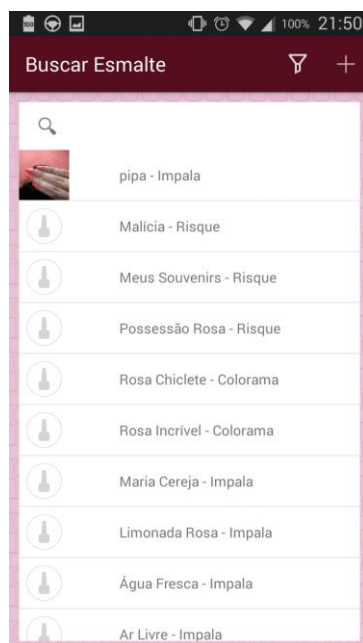 100% 21:50
Buscar Esmalte
pipa - Impala
Malícia - Risque
Meus Souvenirs - Risque
Possessão Rosa - Risque
Rosa Chiclete - Colorama
Rosa Incrível - Colorama
Maria Cereja - Impala
Limonada Rosa - Impala
Água Fresca - Impala
Ar Livre - Impala